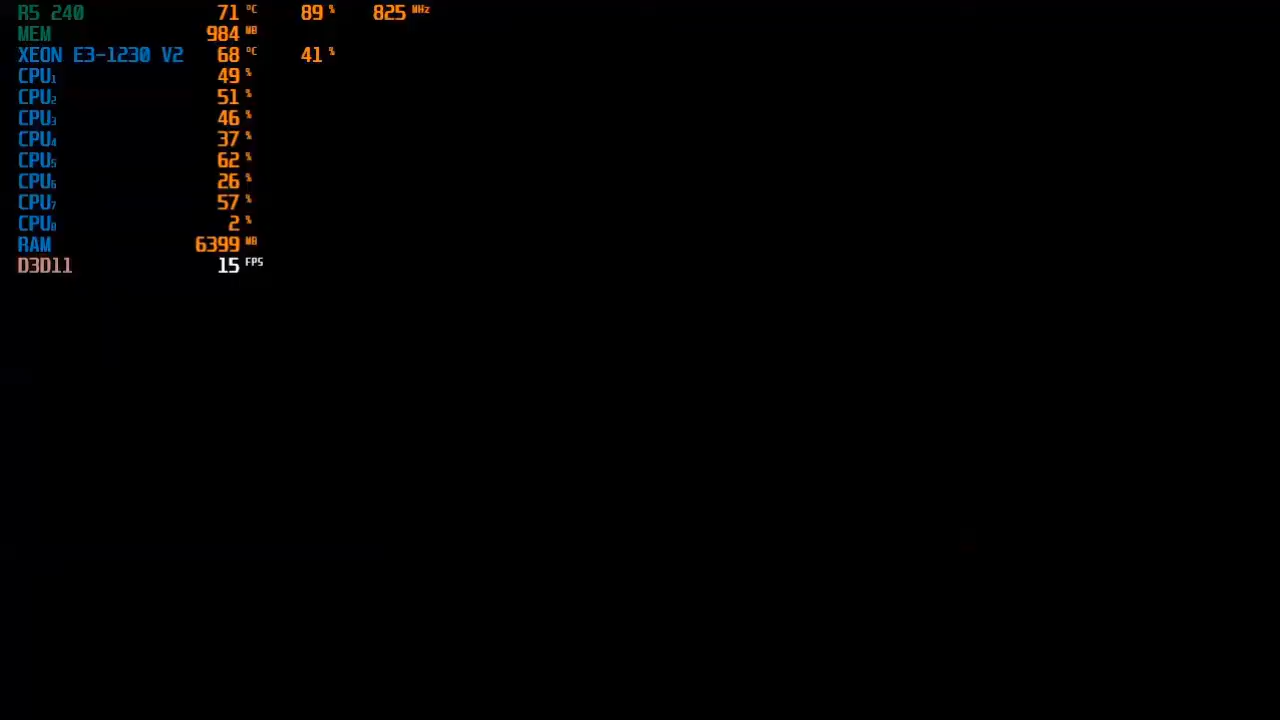 R5 240 71 °C 89 % 825 MHz
MEM 984 MB
XEON E3-1230 V2 68 °C 41 %
CPU1 49 %
CPU2 51 %
CPU3 46 %
CPU4 37 %
CPU5 62 %
CPU6 26 %
CPU7 57 %
CPU8 2 %
RAM 6399 MB
D3D11 15 FPS